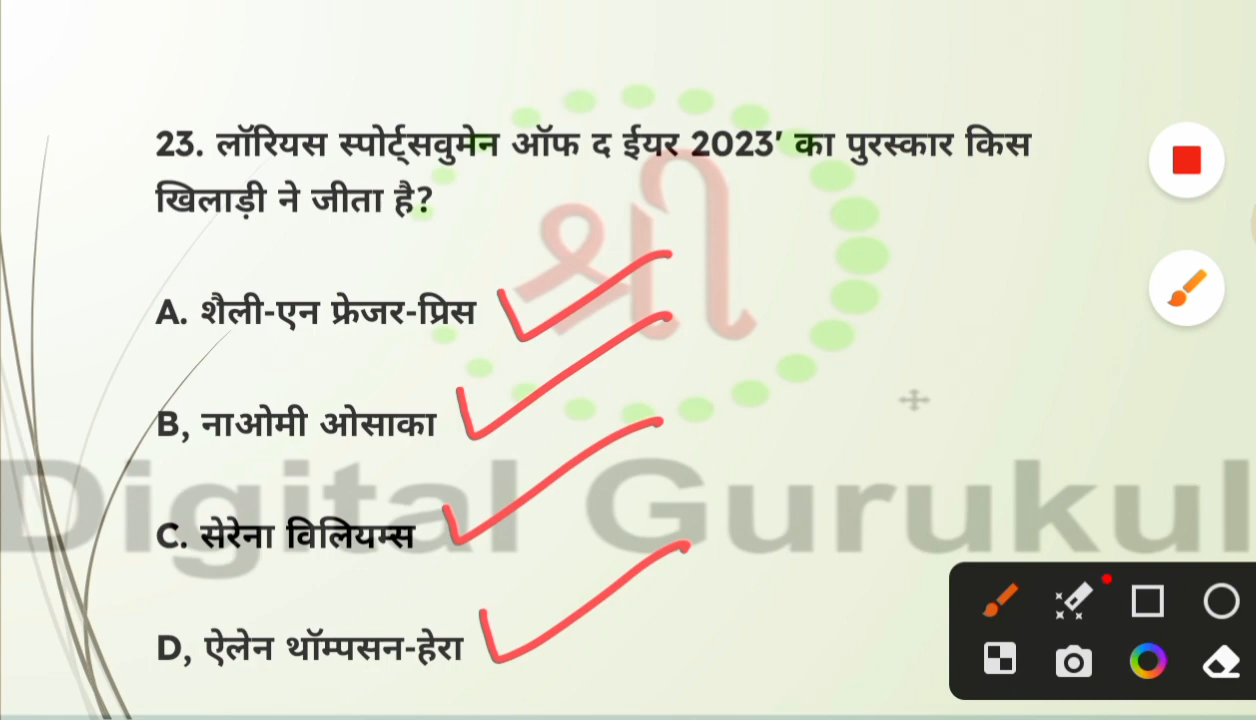 23. लॉरियस स्पोर्ट्सवुमेन ऑफ द ईयर 2023' का पुरस्कार किस
खिलाड़ी ने जीता है?
श्री
A. शैली-एन फ्रेजर-प्रिस
B, नाओमी ओसाका
Digital Gurukul
C. सेरेना विलियम्स
D, ऐलेन थॉम्पसन-हेरा